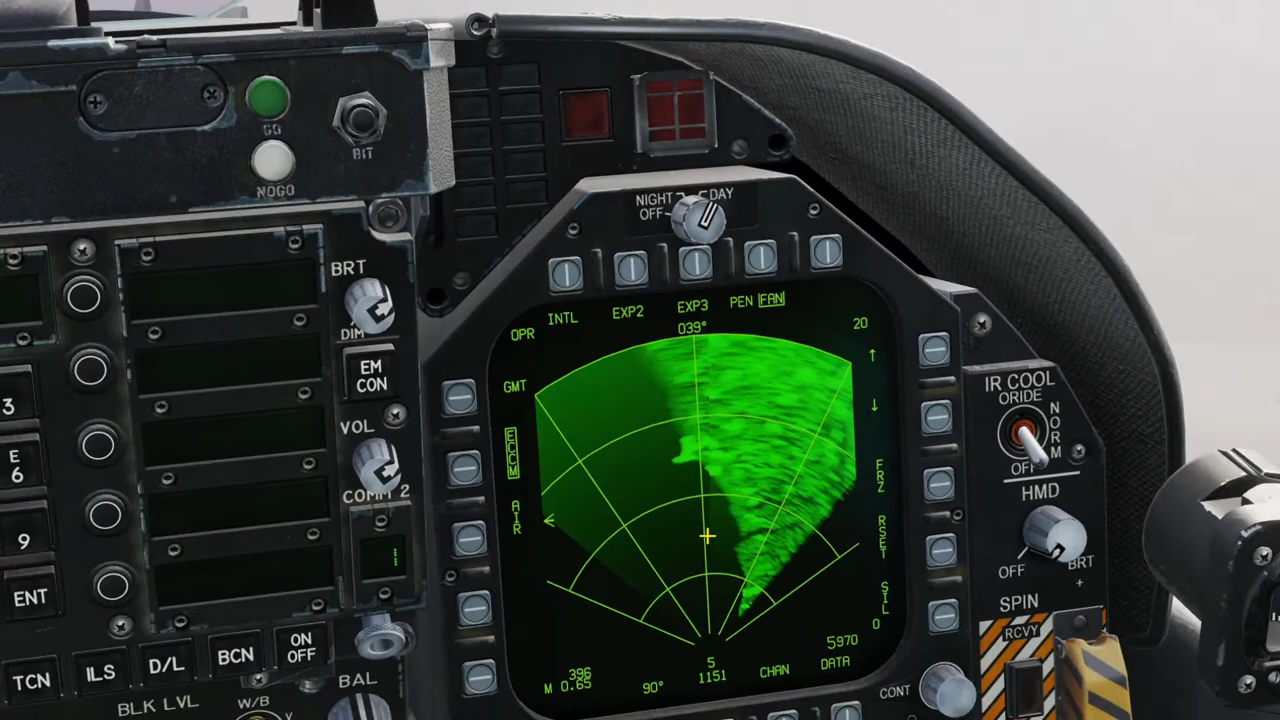 GO
BIT
NOGO
NIGHT
DAY
OFF
BRT
DIM
EM
CON
VOL
COMM 2
3
E
6
9
ENT
TCN
ILS
D/L
BCN
ON
OFF
BLK LVL
W/B
BAL
OPR
INTL
EXP2
EXP3
PEN
FAN
039°
20
GMT
ECCM
AIR
FRZ
RSET
SIL
0
396
M 0.65
90°
5
1151
CHAN
5970
DATA
CONT
IR COOL
ORIDE
NORM
OFF
HMD
OFF
BRT
+
SPIN
RCVY